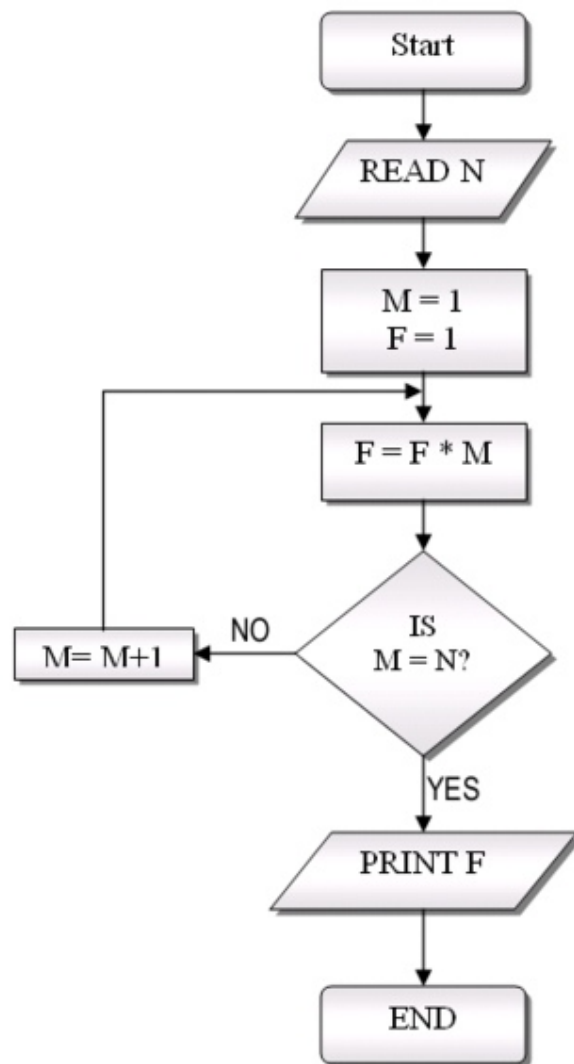 Start
READ N
M = 1
F = 1
F = F * M
IS
M = N?
NO
M= M+1
YES
PRINT F
END